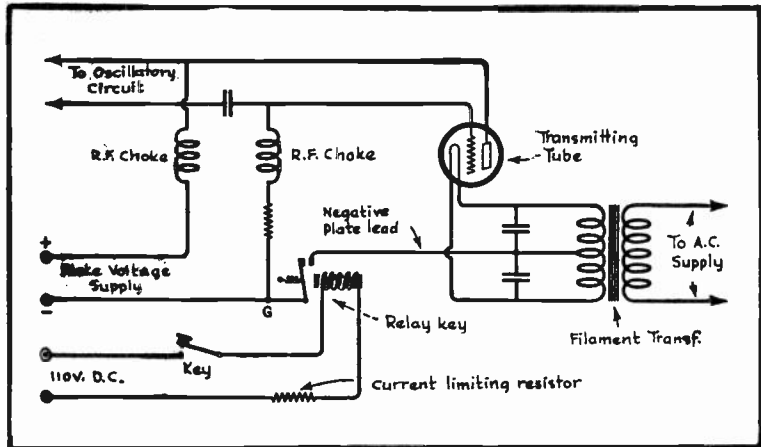 To Oscillatory
Circuit
R.F. Choke
R.F. Choke
Transmitting
Tube
Negative
plate lead
To A.C.
Supply
+
Plate Voltage
Supply
−
G
Relay key
Filament Transf.
Key
110V. D.C.
Current limiting resistor